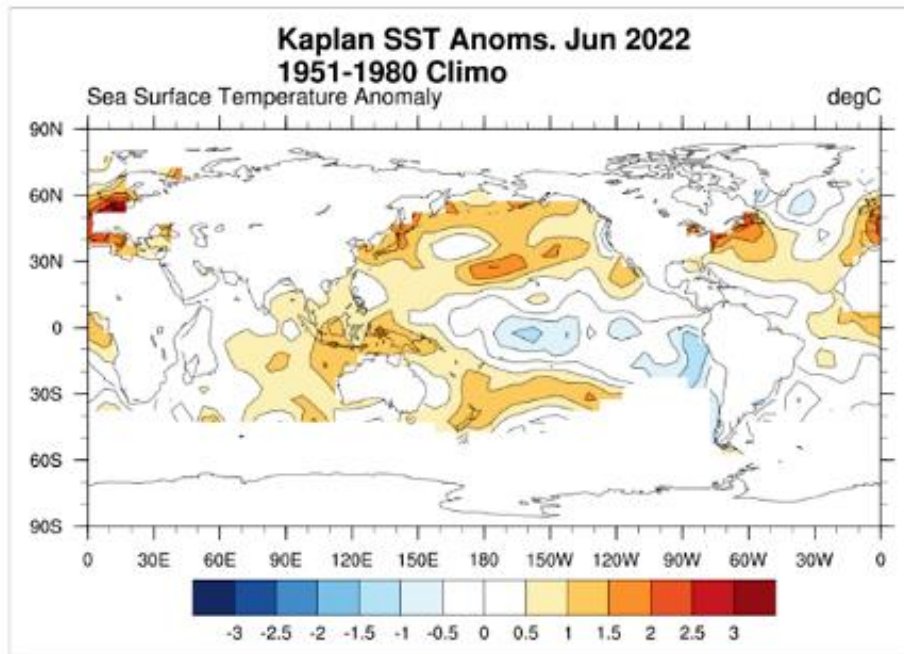 Kaplan SST Anoms. Jun 2022
1951-1980 Climo
Sea Surface Temperature Anomaly degC
90N
60N
30N
0
30S
60S
90S
0 30E 60E 90E 120E 150E 180 150W 120W 90W 60W 30W 0
-3 -2.5 -2 -1.5 -1 -0.5 0 0.5 1 1.5 2 2.5 3